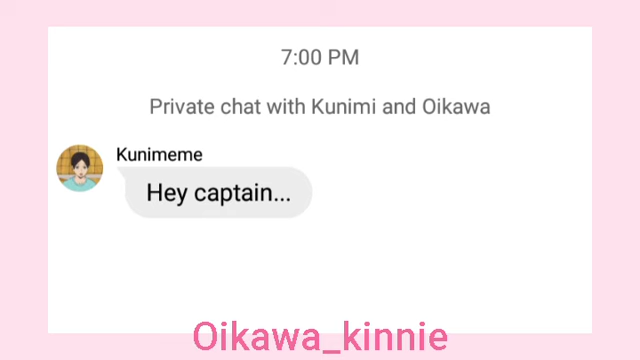 7:00 PM
Private chat with Kunimi and Oikawa
Kunimeme
Hey captain...
Oikawa_kinnie